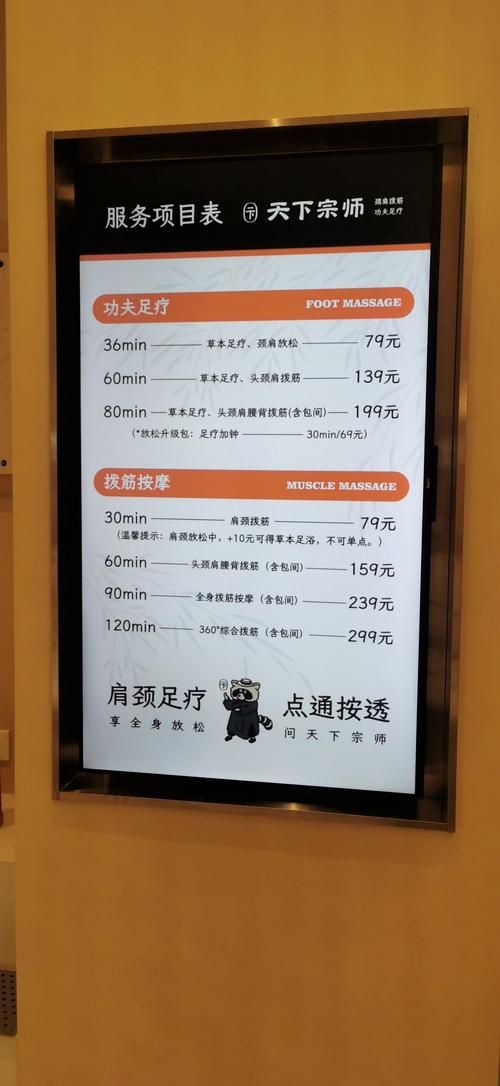 服务项目表 天下 天下宗师 颈肩拨筋
功夫足疗
功夫足疗 FOOT MASSAGE
36min 草本足疗、颈肩放松 79元
60min 草本足疗、头颈肩拨筋 139元
80min 草本足疗、头颈肩腰背拨筋(含包间) 199元
(*放松升级包：足疗加钟 30min/69元)
拨筋按摩 MUSCLE MASSAGE
30min 肩颈拨筋 79元
(温馨提示：肩颈放松中，+10元可得草本足浴，不可单点。)
60min 头颈肩腰背拨筋（含包间） 159元
90min 全身拨筋按摩（含包间） 239元
120min 360°综合拨筋（含包间） 299元
肩颈足疗 点通按透
享全身放松 问天下宗师